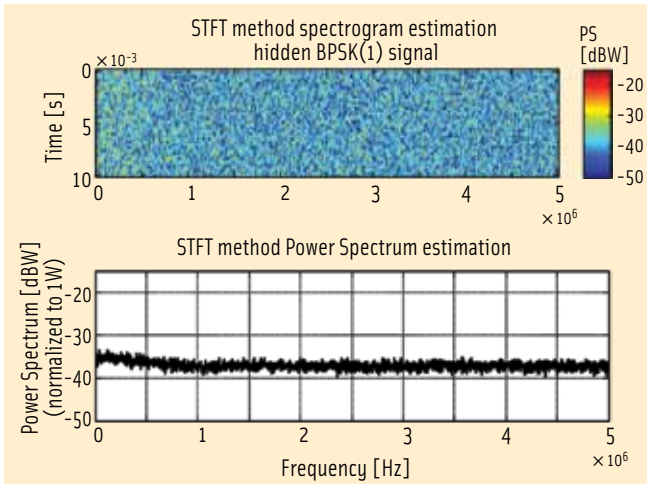 STFT method spectrogram estimation
hidden BPSK(1) signal
PS
[dBW]
×10⁻³
0
5
10
Time [s]
0 1 2 3 4 5
×10⁶
-20
-30
-40
-50
STFT method Power Spectrum estimation
Power Spectrum [dBW]
(normalized to 1W)
-20
-30
-40
-50
0 1 2 3 4 5
×10⁶
Frequency [Hz]